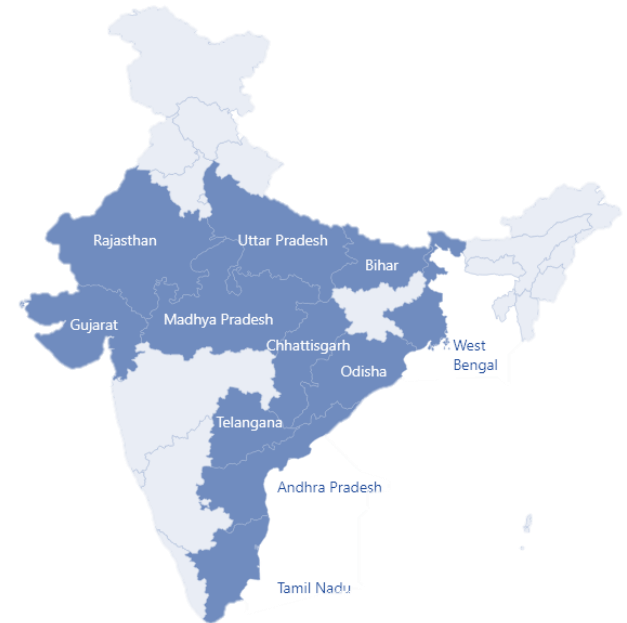 Rajasthan
Uttar Pradesh
Bihar
Gujarat
Madhya Pradesh
Chhattisgarh
West
Bengal
Odisha
Telangana
Andhra Pradesh
Tamil Nadu